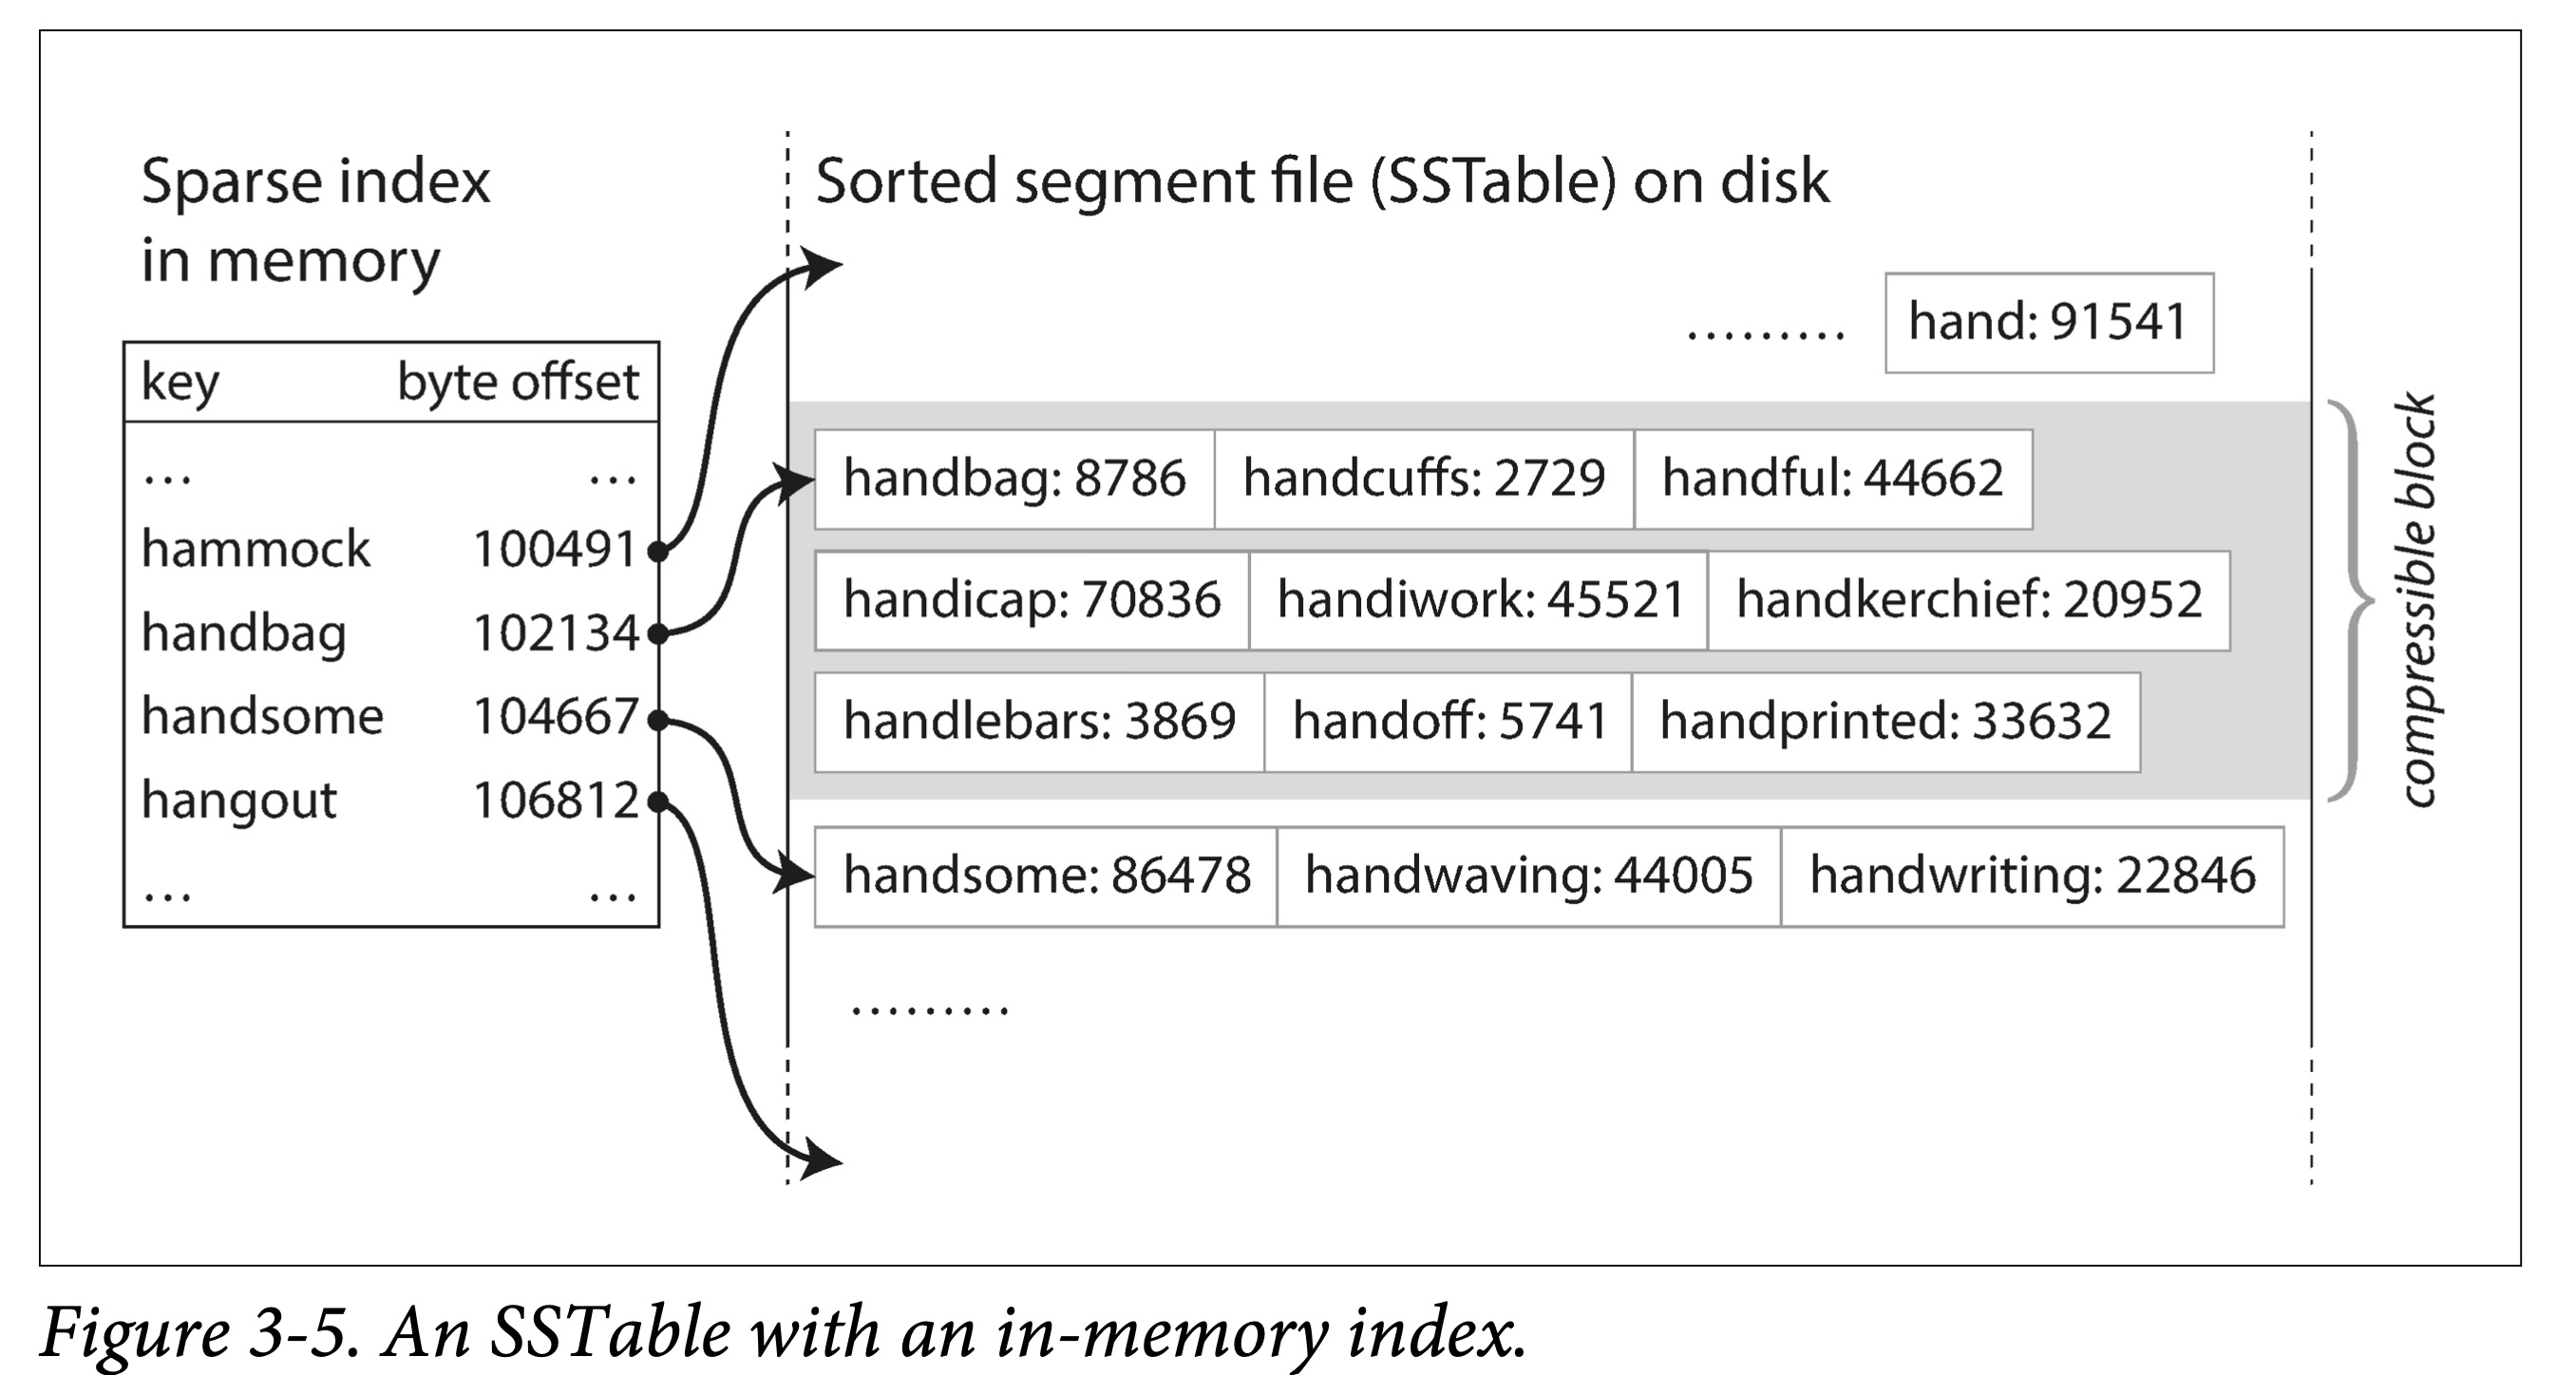 Sparse index
in memory
key byte offset
... ...
hammock 100491
handbag 102134
handsome 104667
hangout 106812
... ...
Sorted segment file (SSTable) on disk
......... hand: 91541
handbag: 8786 handcuffs: 2729 handful: 44662
handicap: 70836 handiwork: 45521 handkerchief: 20952
handlebars: 3869 handoff: 5741 handprinted: 33632
handsome: 86478 handwaving: 44005 handwriting: 22846
.........
compressible block
Figure 3-5. An SSTable with an in-memory index.